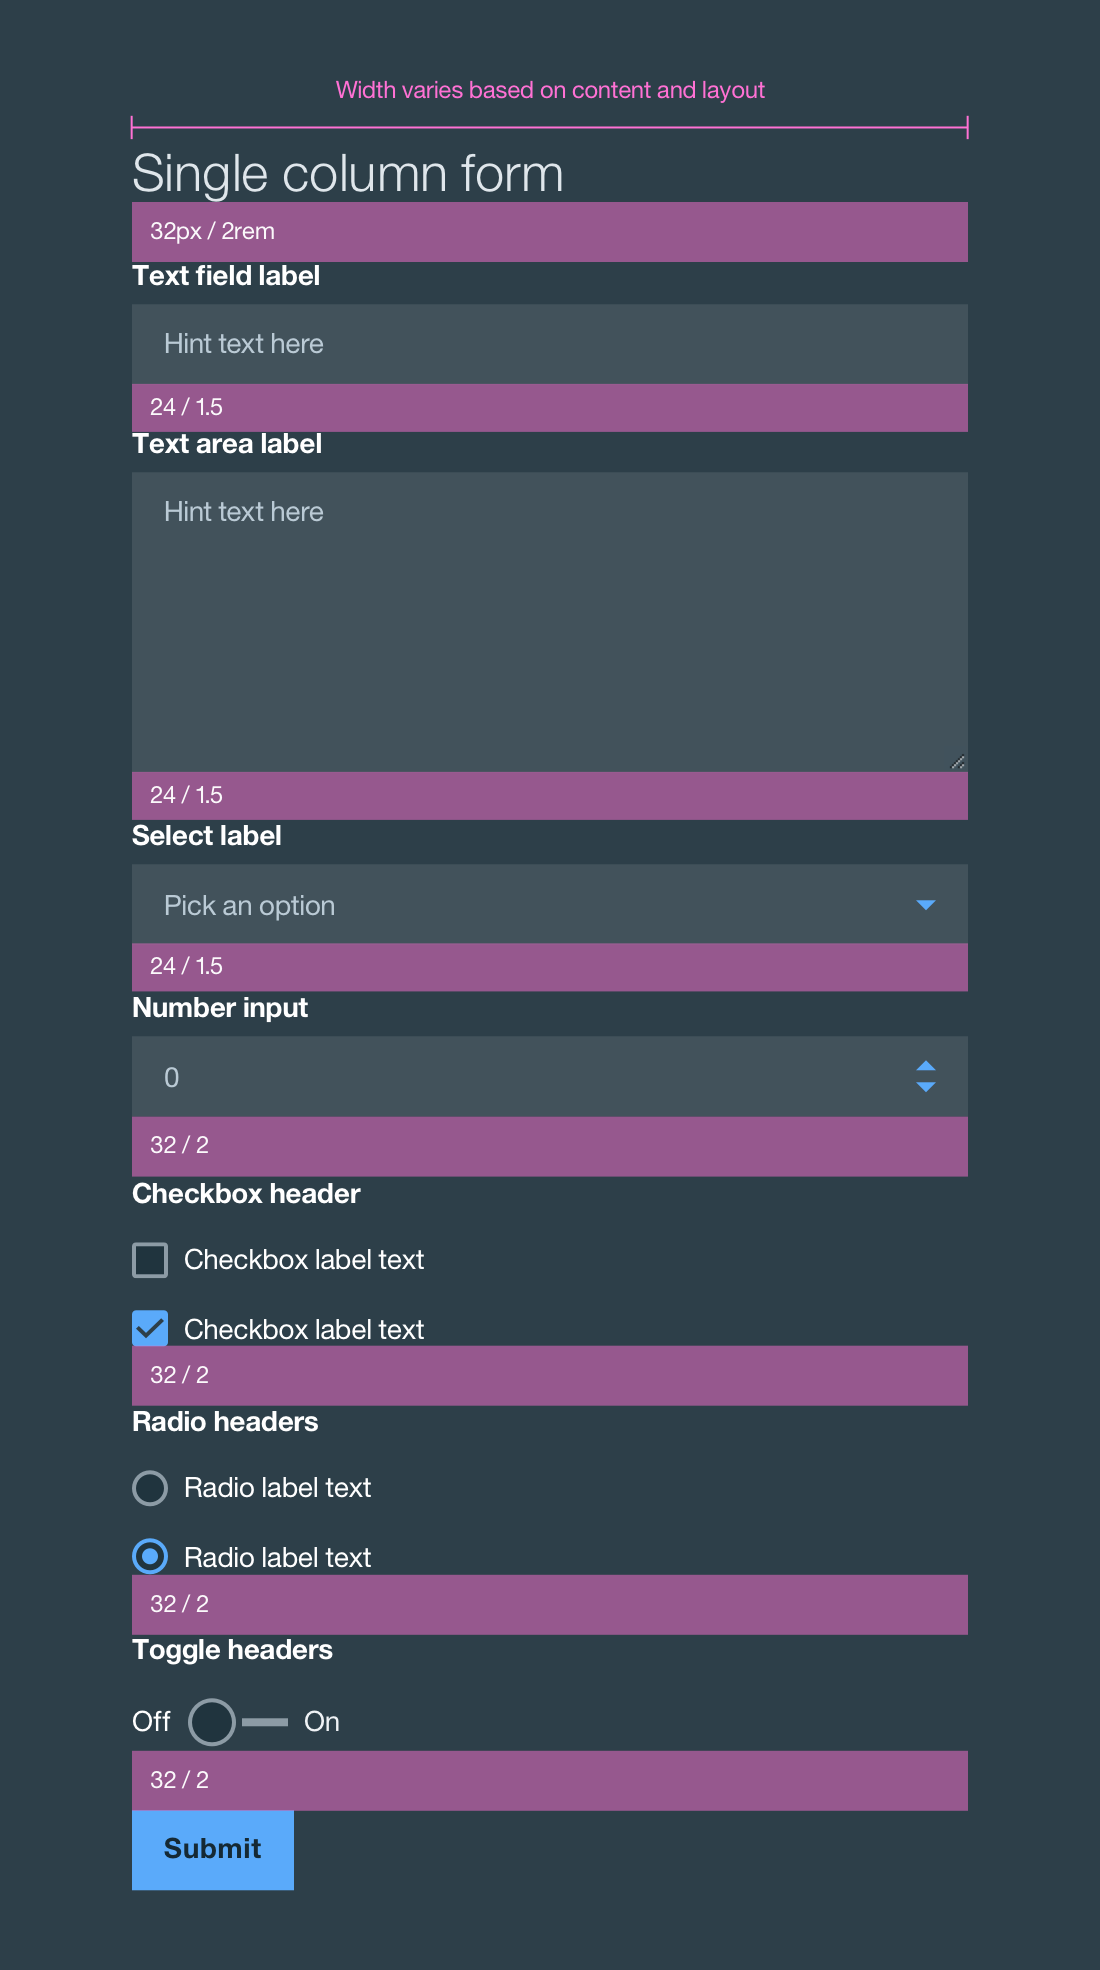 Width varies based on content and layout
Single column form
32px / 2rem
Text field label
Hint text here
24 / 1.5
Text area label
Hint text here
24 / 1.5
Select label
Pick an option
24 / 1.5
Number input
0
32 / 2
Checkbox header
Checkbox label text
Checkbox label text
32 / 2
Radio headers
Radio label text
Radio label text
32 / 2
Toggle headers
Off On
32 / 2
Submit